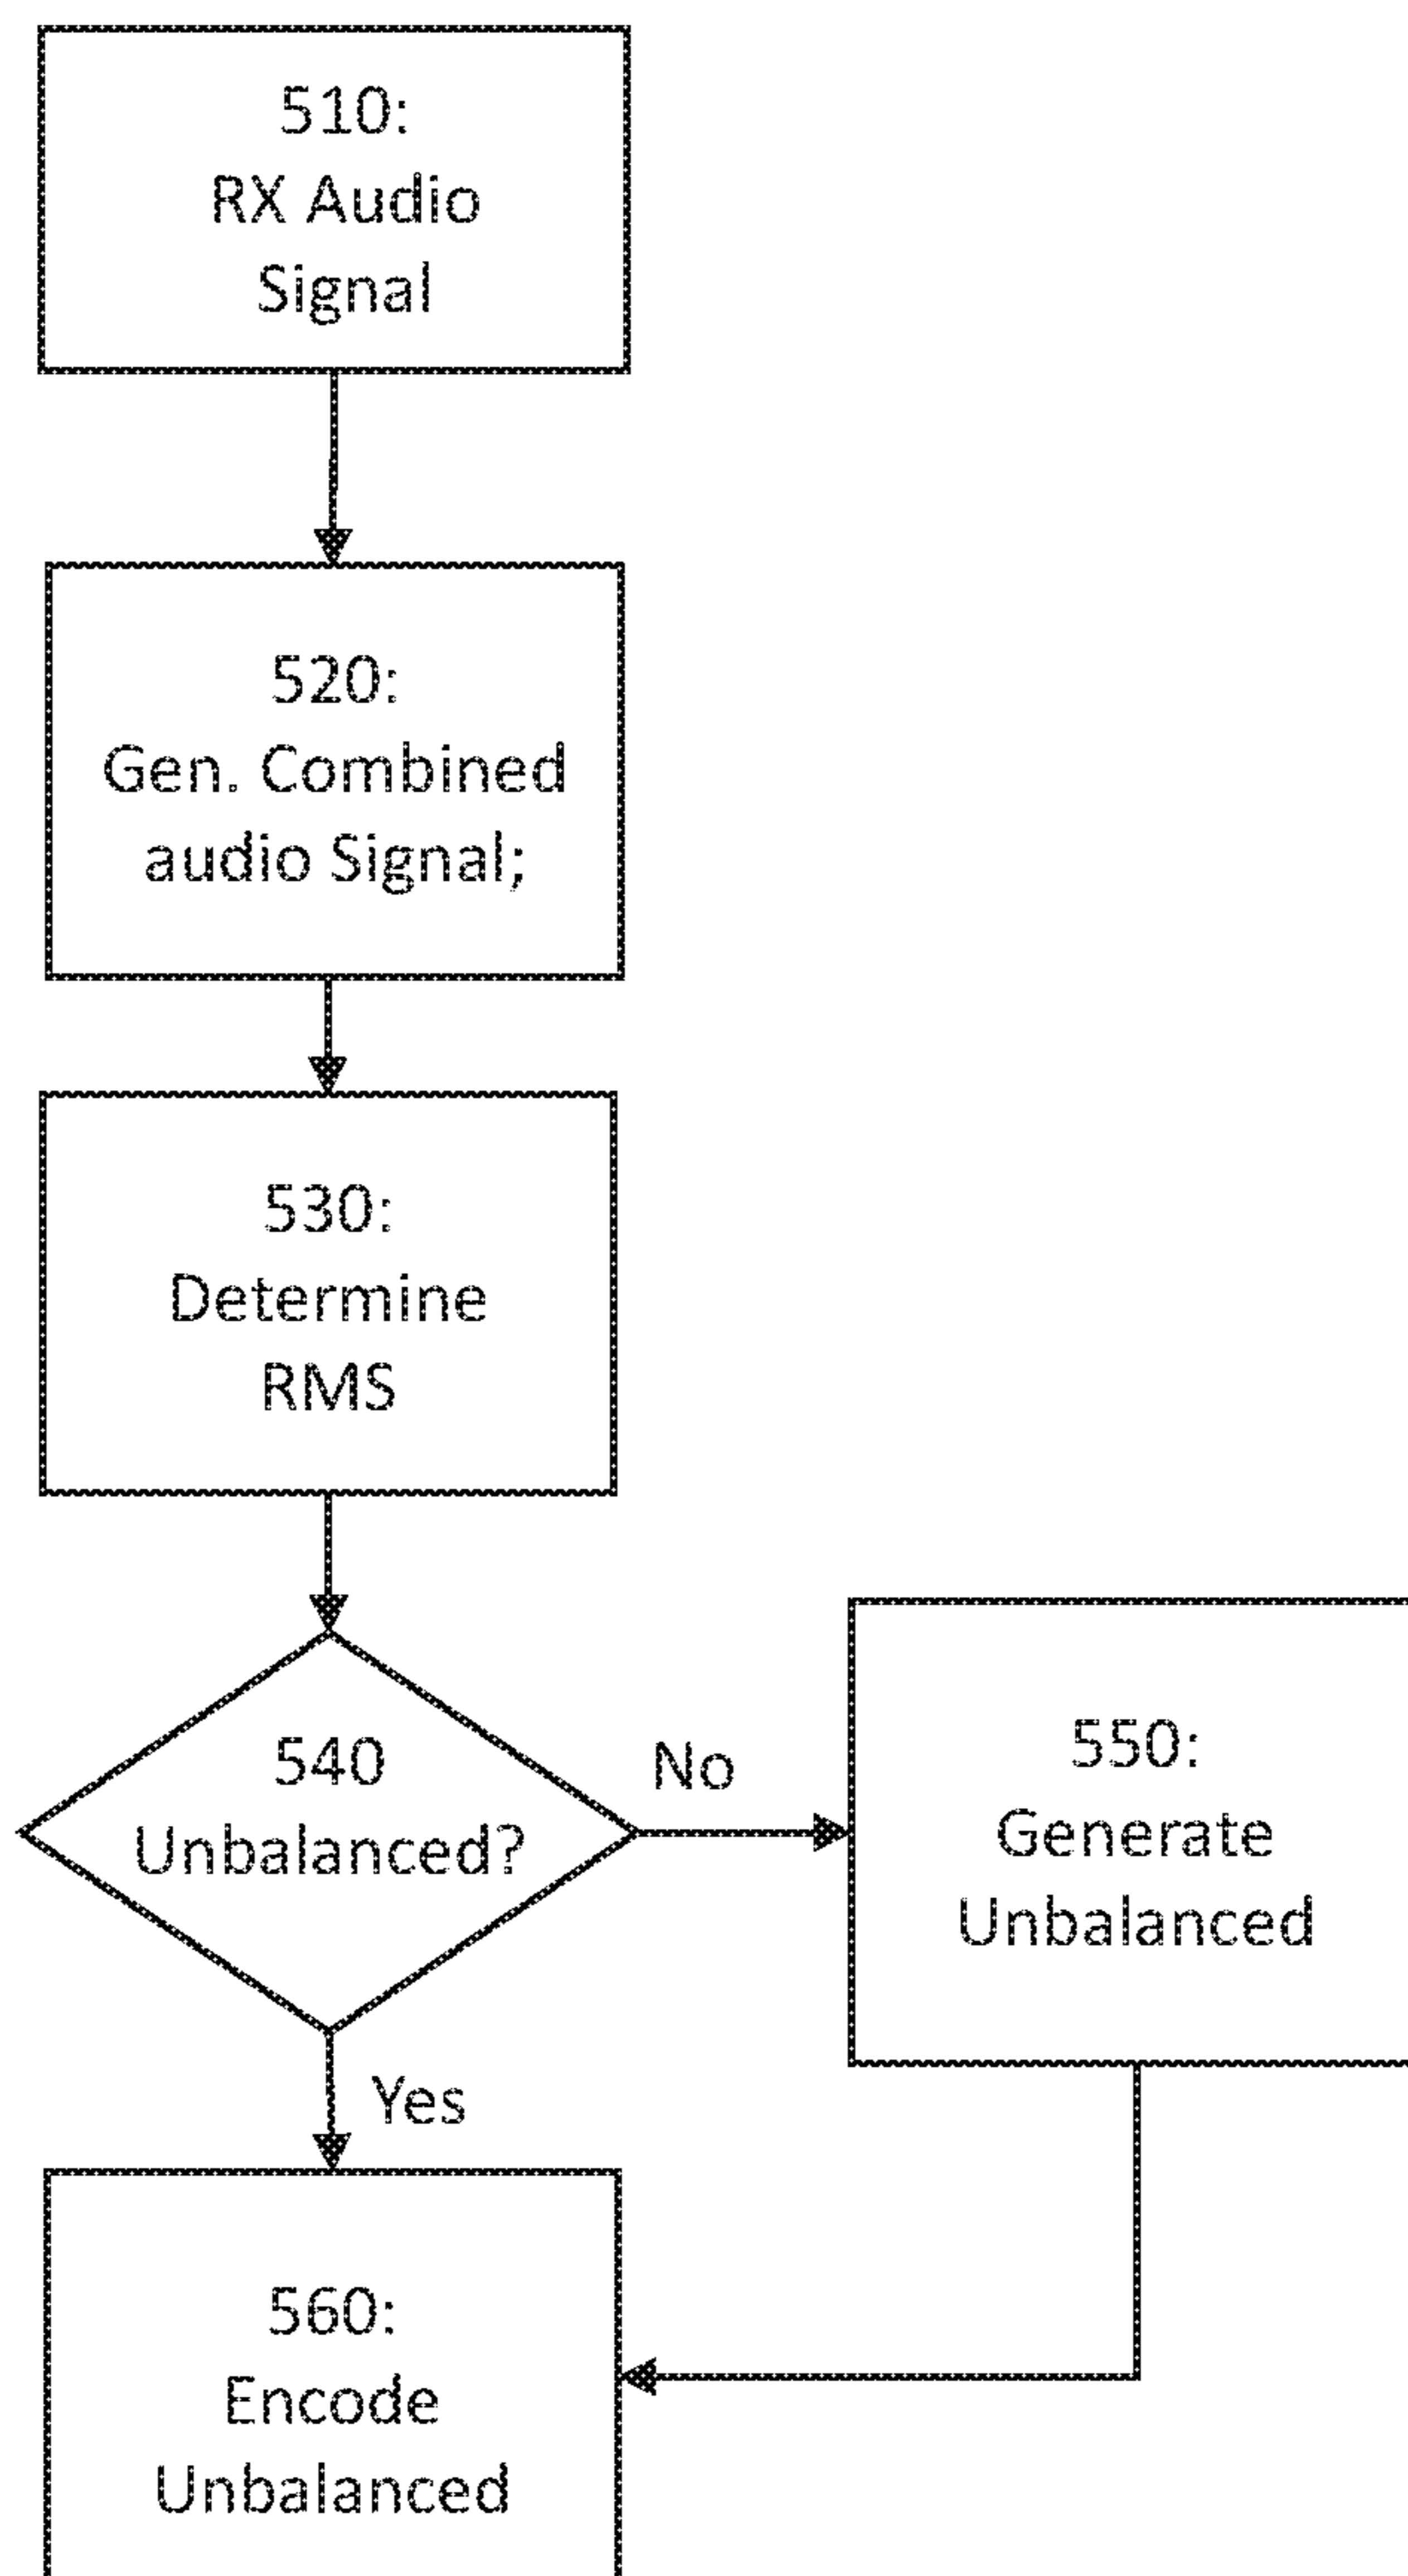 510:
RX Audio
Signal
520:
Gen. Combined
audio Signal;
530:
Determine
RMS
540
Unbalanced?
No
550:
Generate
Unbalanced
Yes
560:
Encode
Unbalanced